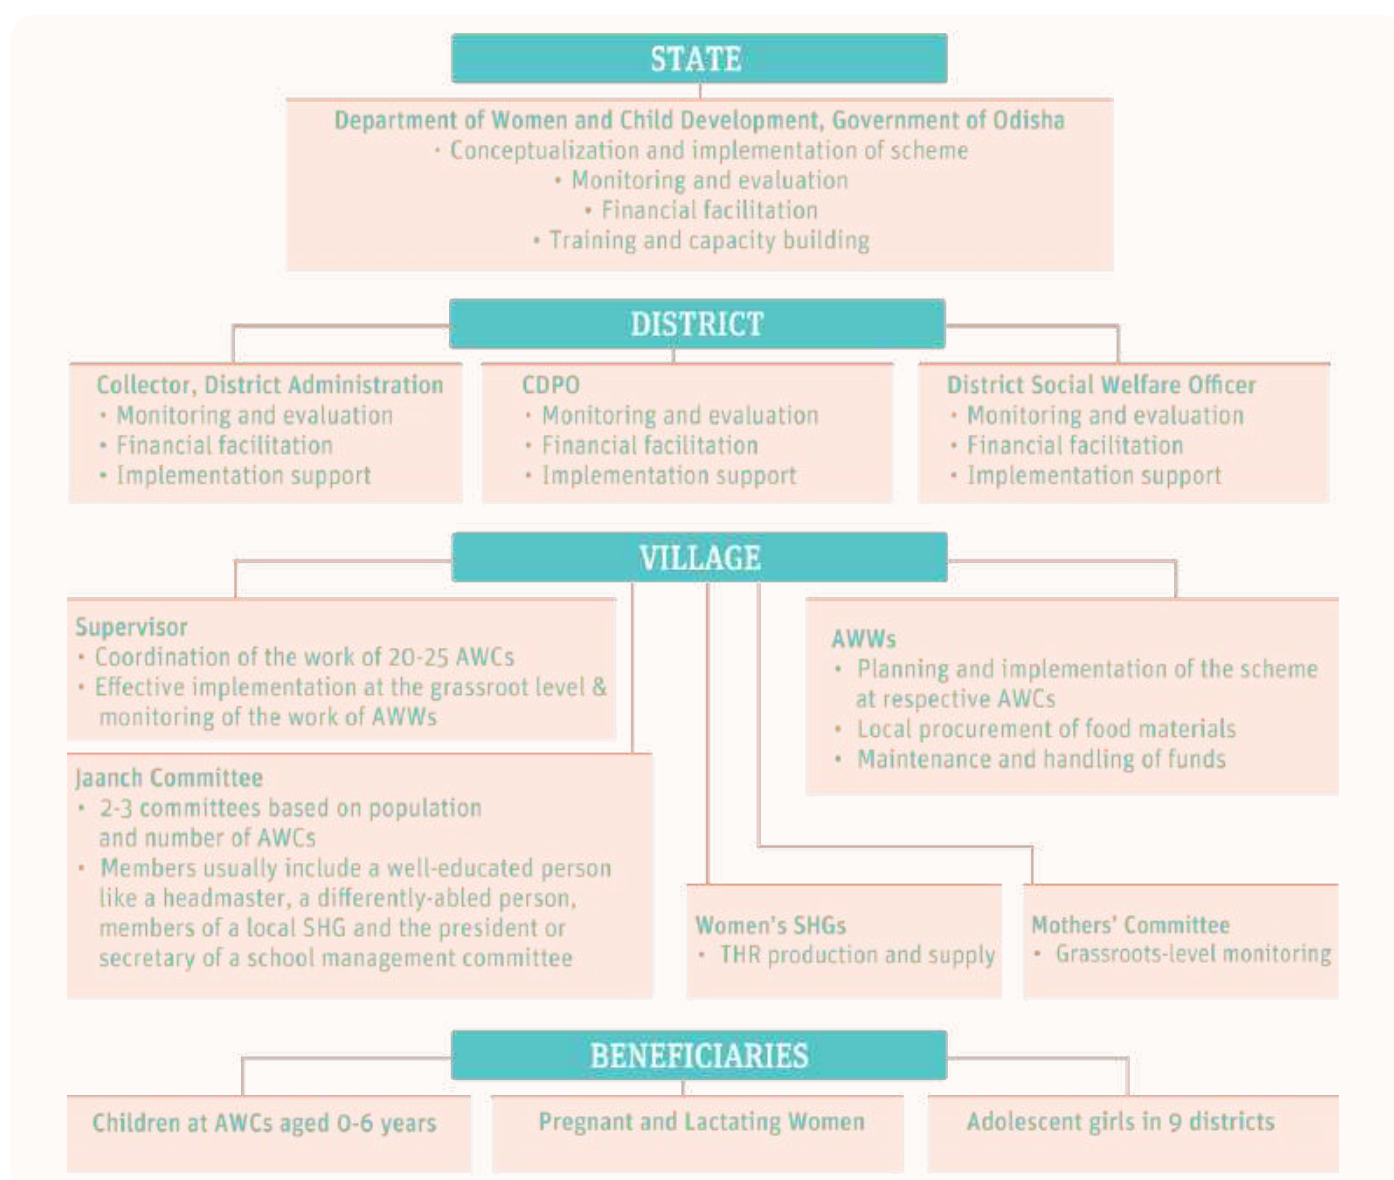 STATE
Department of Women and Child Development, Government of Odisha
• Conceptualization and implementation of scheme
• Monitoring and evaluation
• Financial facilitation
• Training and capacity building
DISTRICT
Collector, District Administration
• Monitoring and evaluation
• Financial facilitation
• Implementation support
CDPO
• Monitoring and evaluation
• Financial facilitation
• Implementation support
District Social Welfare Officer
• Monitoring and evaluation
• Financial facilitation
• Implementation support
VILLAGE
Supervisor
• Coordination of the work of 20-25 AWCs
• Effective implementation at the grassroot level &
monitoring of the work of AWWs
AWWs
• Planning and implementation of the scheme
at respective AWCs
• Local procurement of food materials
• Maintenance and handling of funds
Jaanch Committee
• 2-3 committees based on population
and number of AWCs
• Members usually include a well-educated person
like a headmaster, a differently-abled person,
members of a local SHG and the president or
secretary of a school management committee
Women's SHGs
• THR production and supply
Mothers' Committee
• Grassroots-level monitoring
BENEFICIARIES
Children at AWCs aged 0-6 years
Pregnant and Lactating Women
Adolescent girls in 9 districts